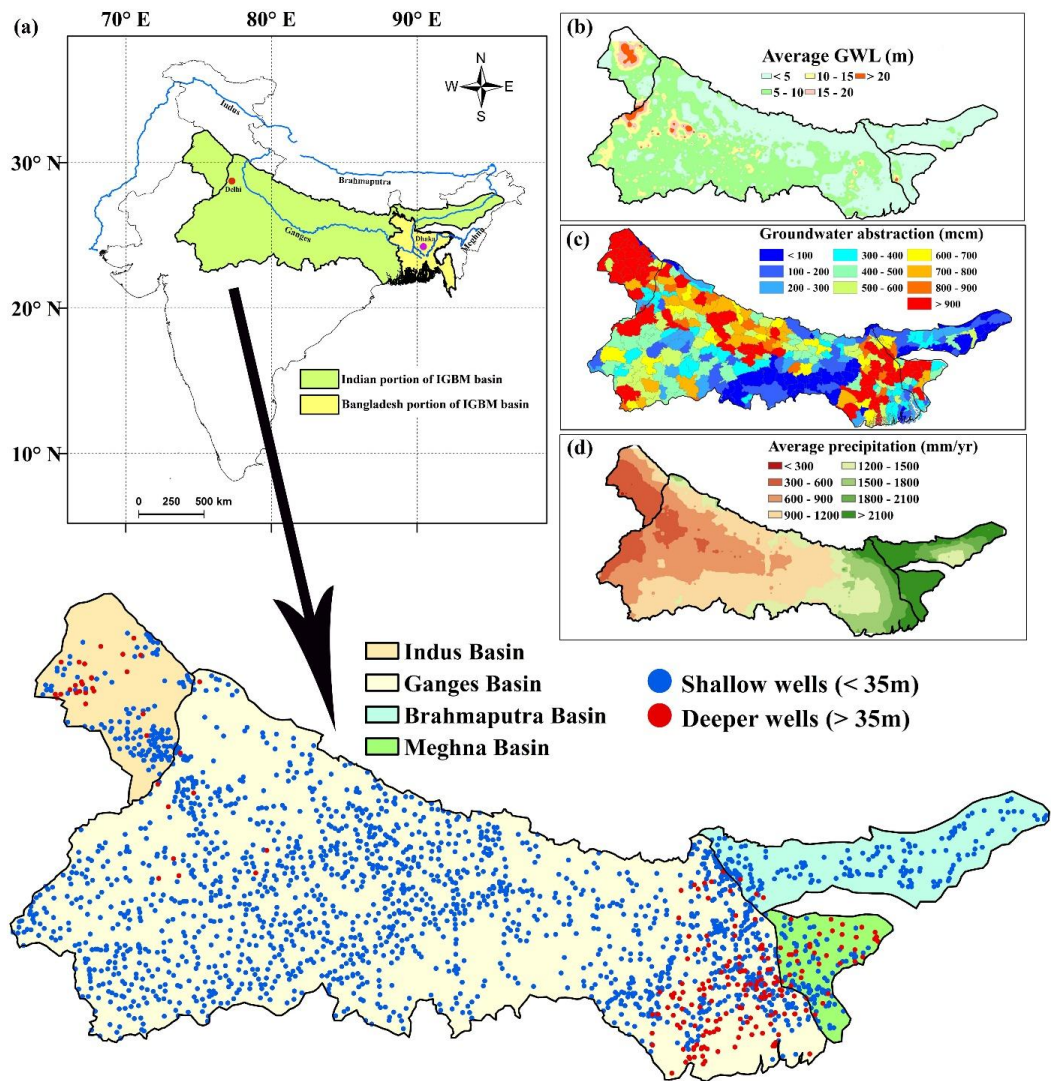 (a)
70° E
80° E
90° E
N
W
E
S
Indus
30° N
Brahmaputra
Delhi
Ganges
Dhaka
Meghna
20° N
Indian portion of IGBM basin
Bangladesh portion of IGBM basin
10° N
0 250 500 km
(b)
Average GWL (m)
< 5
10 - 15
> 20
5 - 10
15 - 20
(c)
Groundwater abstraction (mcm)
< 100
300 - 400
600 - 700
100 - 200
400 - 500
700 - 800
200 - 300
500 - 600
800 - 900
> 900
(d)
Average precipitation (mm/yr)
< 300
1200 - 1500
300 - 600
1500 - 1800
600 - 900
1800 - 2100
900 - 1200
> 2100
Indus Basin
Ganges Basin
Brahmaputra Basin
Meghna Basin
Shallow wells (< 35m)
Deeper wells (> 35m)